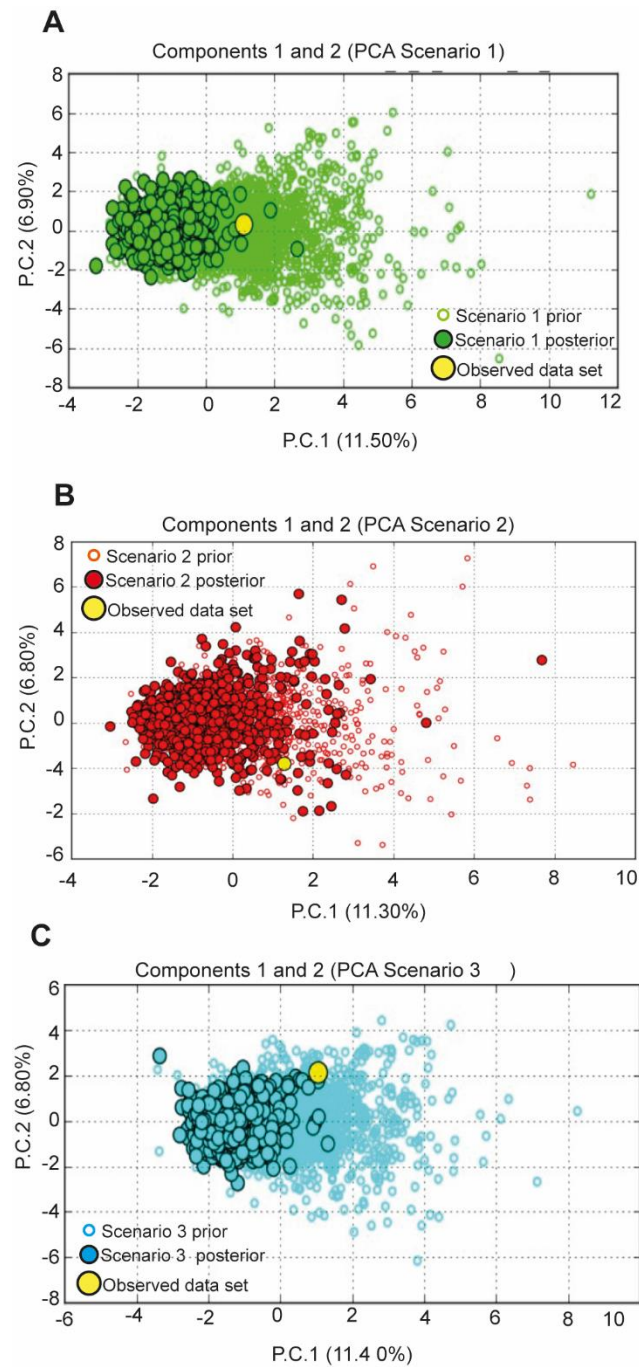 A
Components 1 and 2 (PCA Scenario 1)
8
6
4
2
0
-2
-4
-6
-8
P.C.2 (6.90%)
Scenario 1 prior
Scenario 1 posterior
Observed data set
-4 -2 0 2 4 6 8 10 12
P.C.1 (11.50%)
B
Components 1 and 2 (PCA Scenario 2)
Scenario 2 prior
Scenario 2 posterior
Observed data set
8
6
4
2
0
-4
-2
-6
P.C.2 (6.80%)
-4 -2 0 2 4 6 8 10
P.C.1 (11.30%)
C
Components 1 and 2 (PCA Scenario 3 )
6
4
2
0
-2
-4
-6
-8
P.C.2 (6.80%)
Scenario 3 prior
Scenario 3 posterior
Observed data set
-6 -4 -2 0 2 4 6 8 10
P.C.1 (11.4 0%)